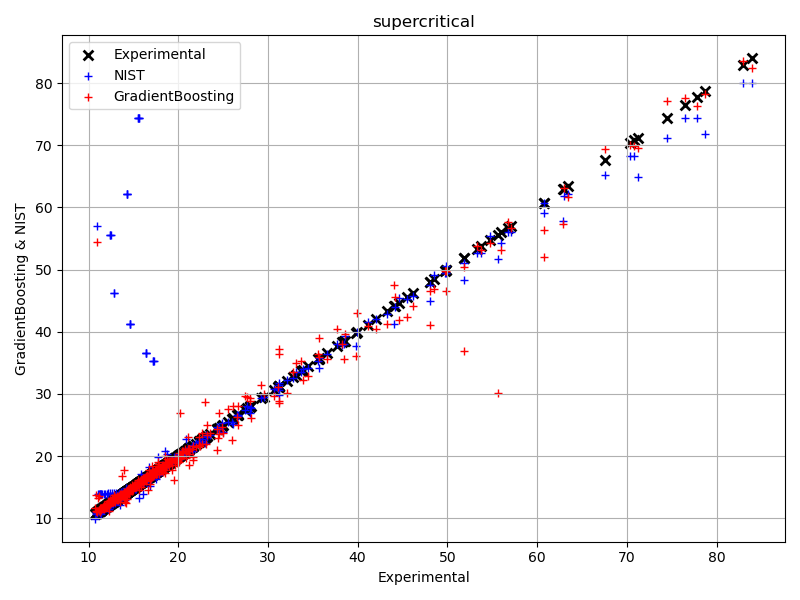 supercritical
Experimental
NIST
GradientBoosting
GradientBoosting & NIST
80
70
60
50
40
30
20
10
10 20 30 40 50 60 70 80
Experimental